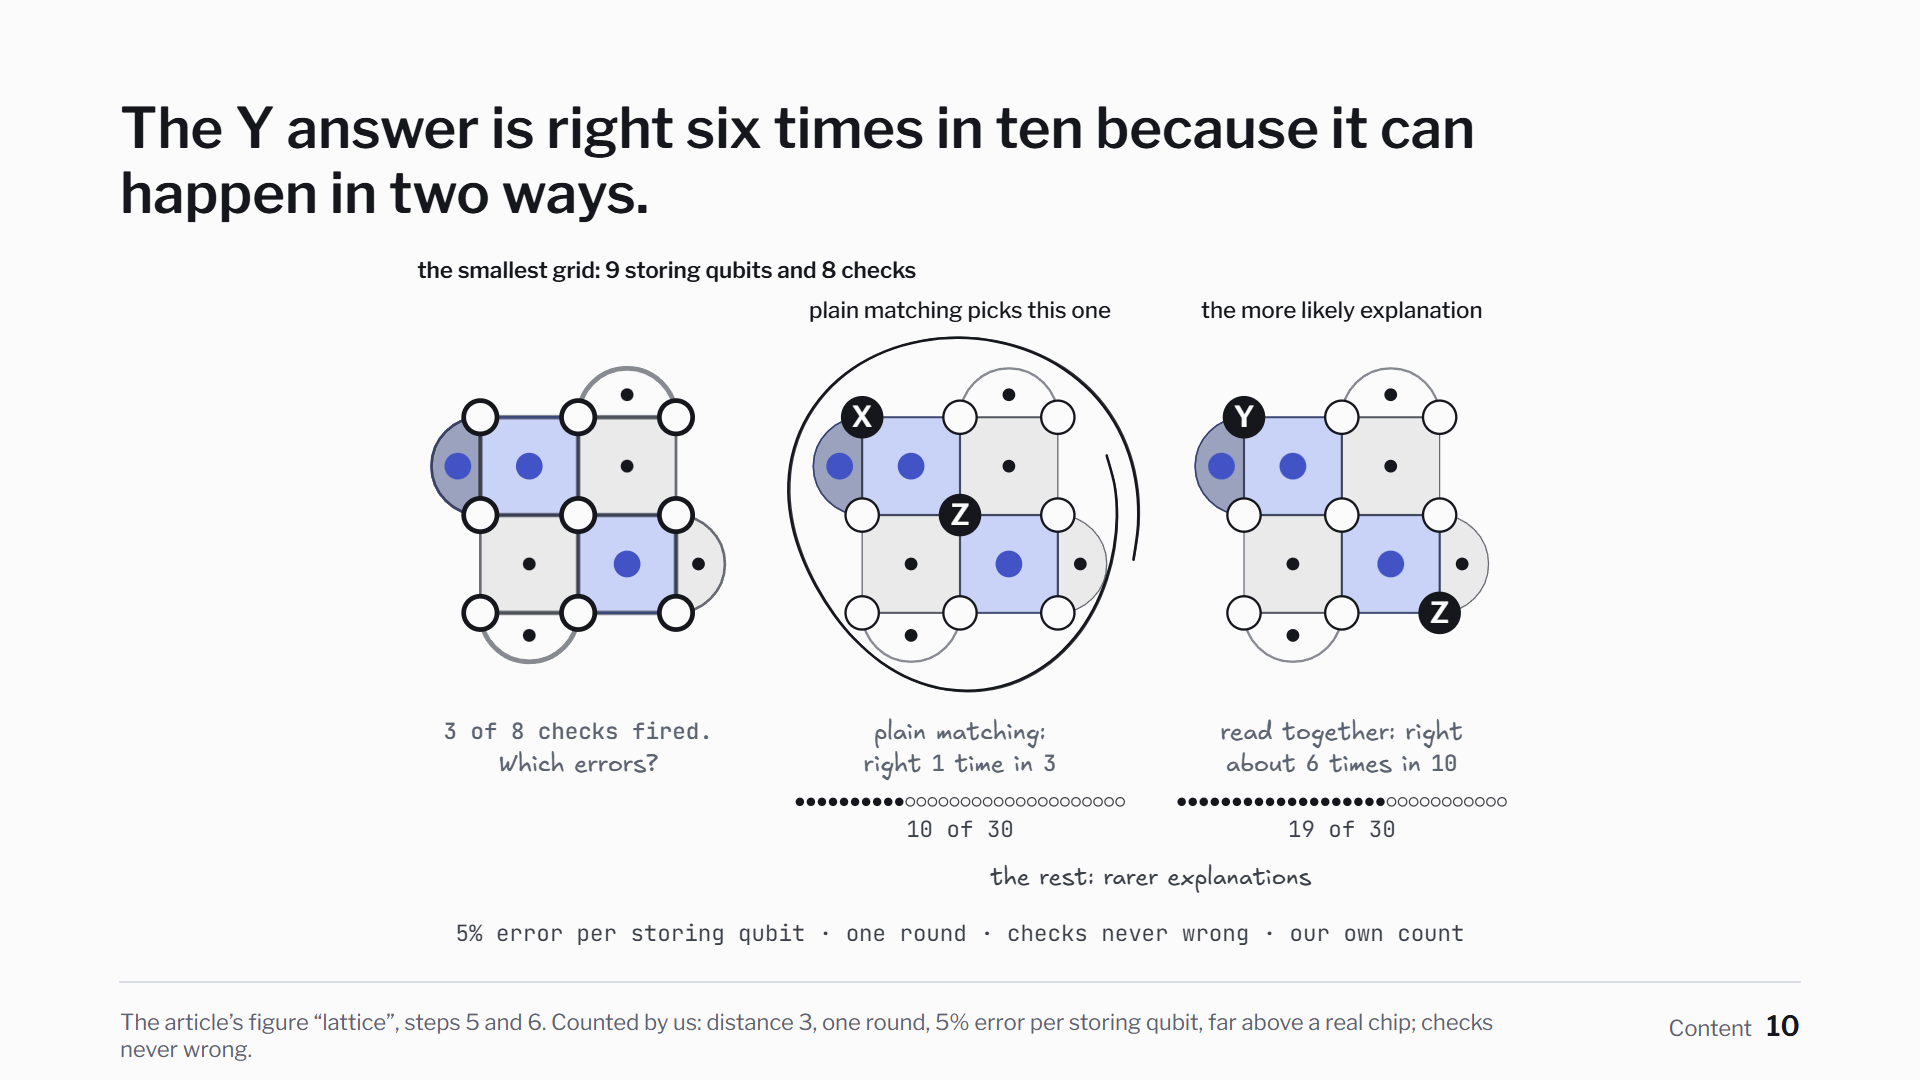 The Y answer is right six times in ten because it can
happen in two ways.
the smallest grid: 9 storing qubits and 8 checks
plain matching picks this one
the more likely explanation
X
Z
Y
Z
3 of 8 checks fired.
Which errors?
plain matching:
right 1 time in 3
10 of 30
read together: right
about 6 times in 10
19 of 30
the rest: rarer explanations
5% error per storing qubit · one round · checks never wrong · our own count
The article’s figure “lattice”, steps 5 and 6. Counted by us: distance 3, one round, 5% error per storing qubit, far above a real chip; checks
never wrong.
Content 10